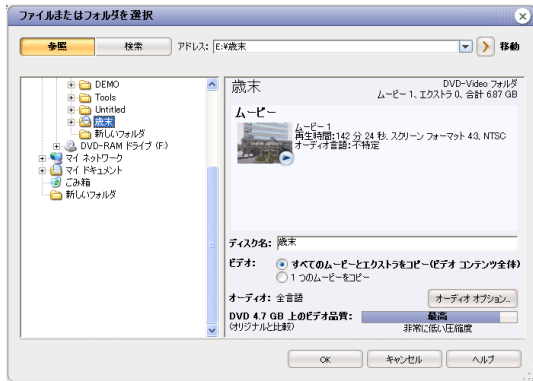 ファイルまたはフォルダを選択
参照 検索 アドレス: E:¥歳末 移動
DEMO
Tools
Untitled
歳末
新しいフォルダ
DVD-RAM ドライブ (F:)
マイ ネットワーク
マイ ドキュメント
ごみ箱
新しいフォルダ
歳末
DVD-Video フォルダ
ムービー 1、エクストラ 0、合計 6.87 GB
ムービー
ムービー 1
再生時間: 142 分 24 秒、スクリーン フォーマット 4:3, NTSC
オーディオ言語: 不特定
ディスク名: 歳末
ビデオ: すべてのムービーとエクストラをコピー(ビデオ コンテンツ全体)
1 つのムービーをコピー
オーディオ: 全言語 オーディオ オプション...
DVD 4.7 GB 上のビデオ品質: 最高
(オリジナルと比較) 非常に低い圧縮度
OK キャンセル ヘルプ